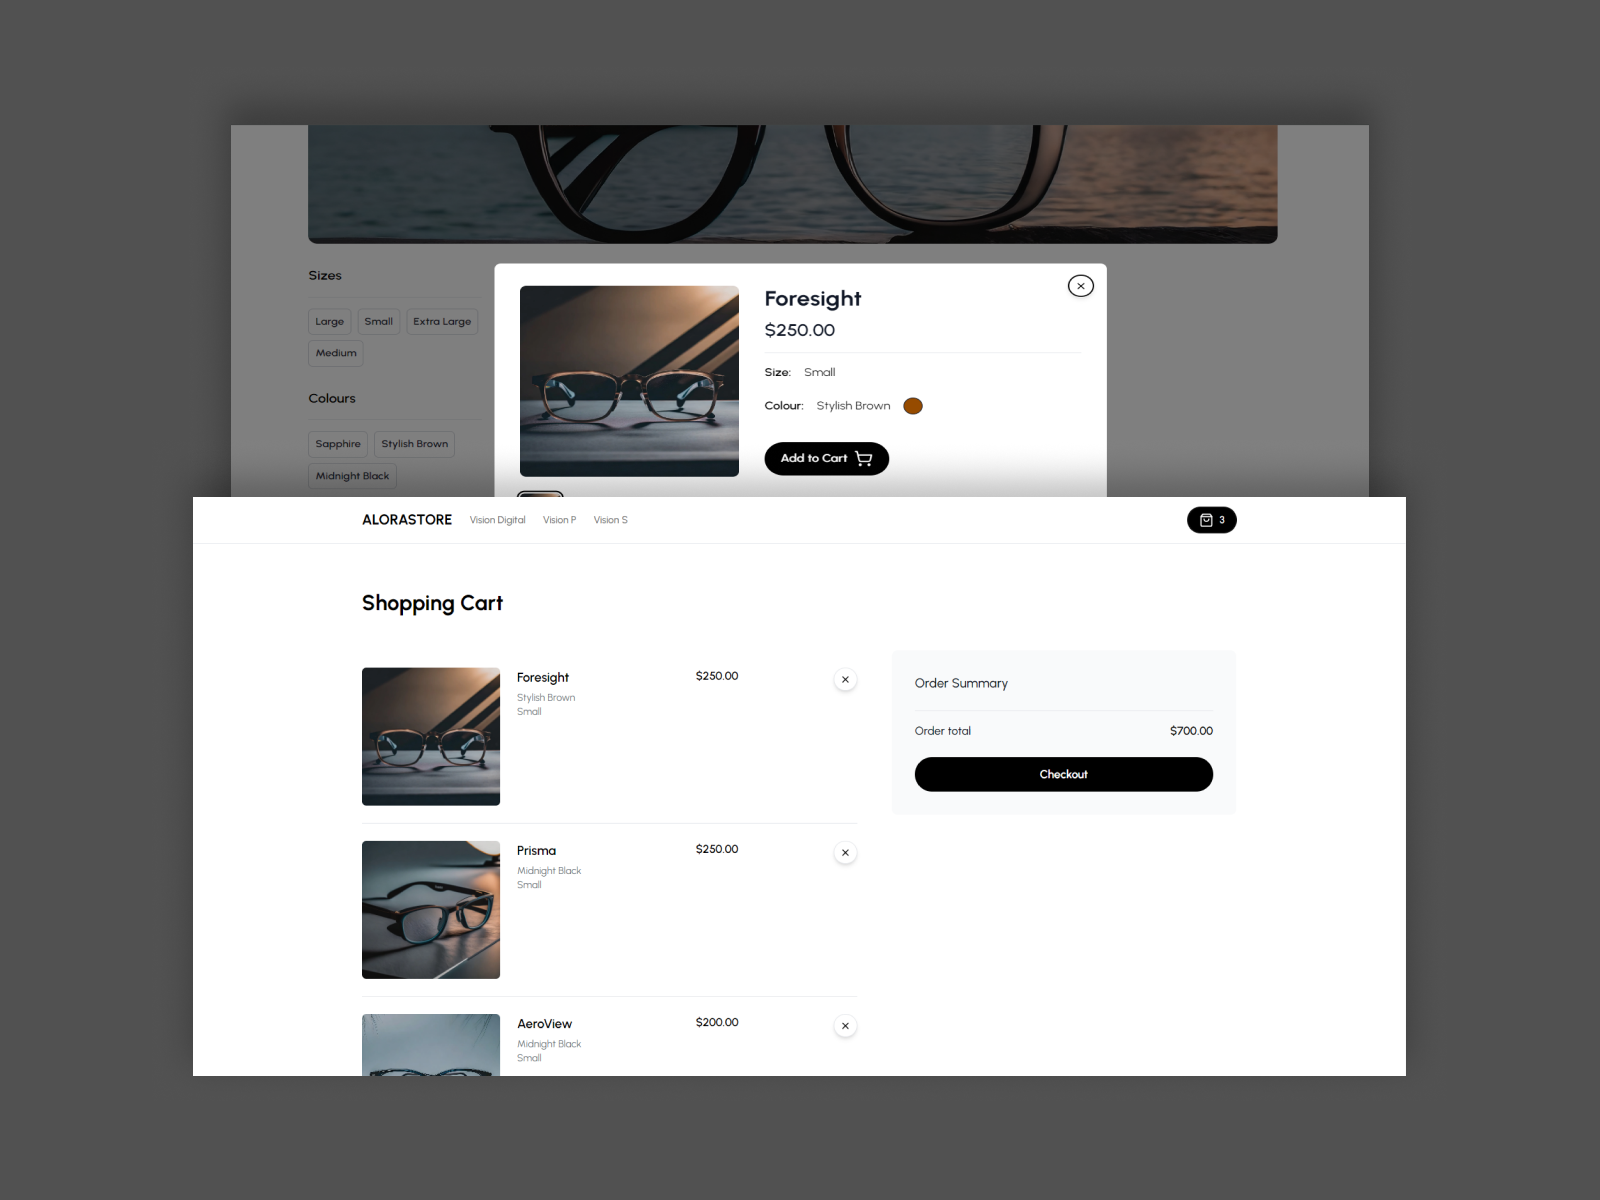 Sizes
Large Small Extra Large
Medium
Colours
Sapphire Stylish Brown
Midnight Black
Foresight
$250.00
Size: Small
Colour: Stylish Brown
Add to Cart
ALORASTORE Vision Digital Vision P Vision S 3
Shopping Cart
Foresight $250.00
Stylish Brown
Small
Prisma $250.00
Midnight Black
Small
AeroView $200.00
Midnight Black
Small
Order Summary
Order total $700.00
Checkout